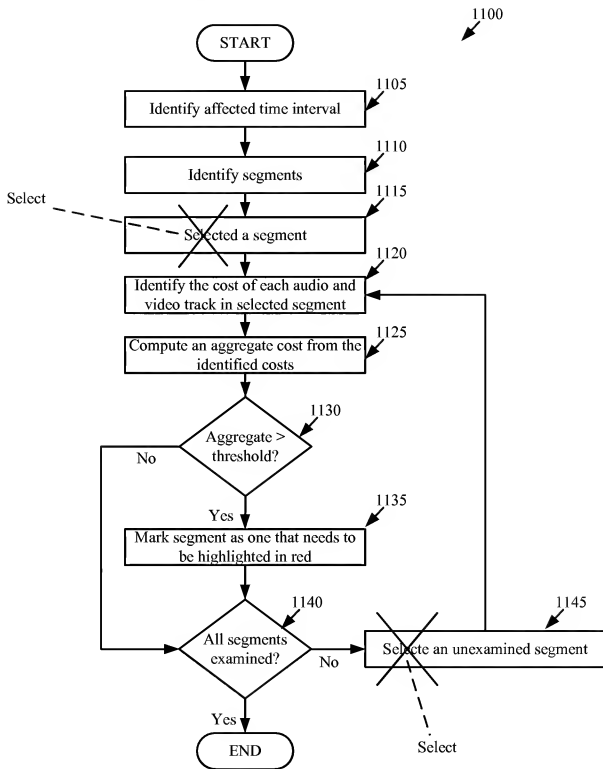 1100
START
1105
Identify affected time interval
1110
Identify segments
Select
1115
Selected a segment
1120
Identify the cost of each audio and
video track in selected segment
1125
Compute an aggregate cost from the
identified costs
1130
Aggregate >
threshold?
No
Yes
1135
Mark segment as one that needs to
be highlighted in red
1140
All segments
examined?
No
1145
Selecte an unexamined segment
Yes
Select
END